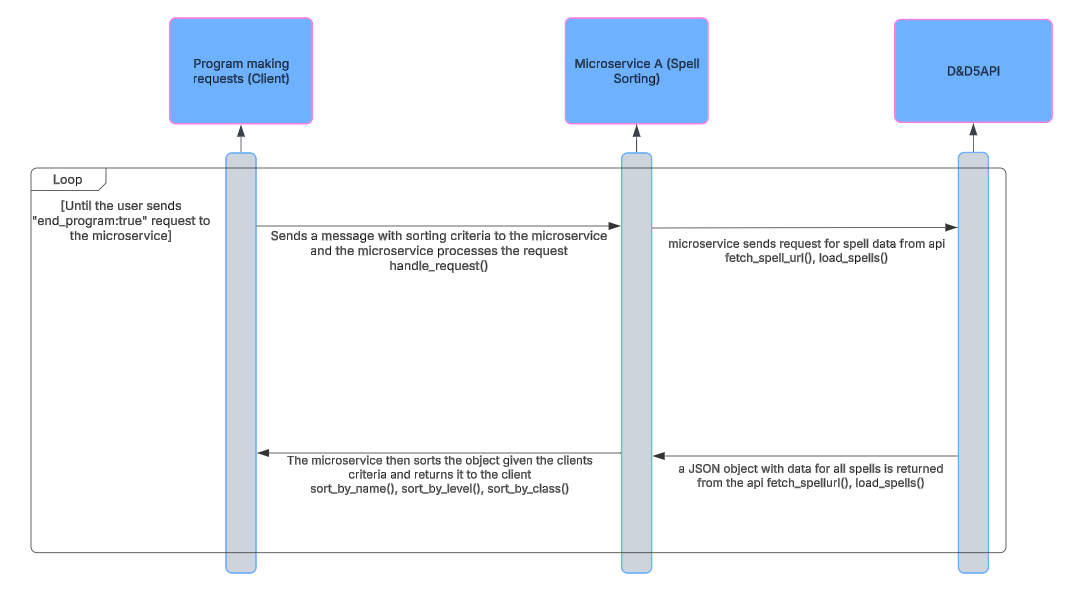 Program making
requests (Client)
Microservice A (Spell
Sorting)
D&D5API
Loop
[Until the user sends
"end_program:true" request to
the microservice]
Sends a message with sorting criteria to the microservice
and the microservice processes the request
handle_request()
microservice sends request for spell data from api
fetch_spell_url(), load_spells()
The microservice then sorts the object given the clients
criteria and returns it to the client
sort_by_name(), sort_by_level(), sort_by_class()
a JSON object with data for all spells is returned
from the api fetch_spellurl(), load_spells()